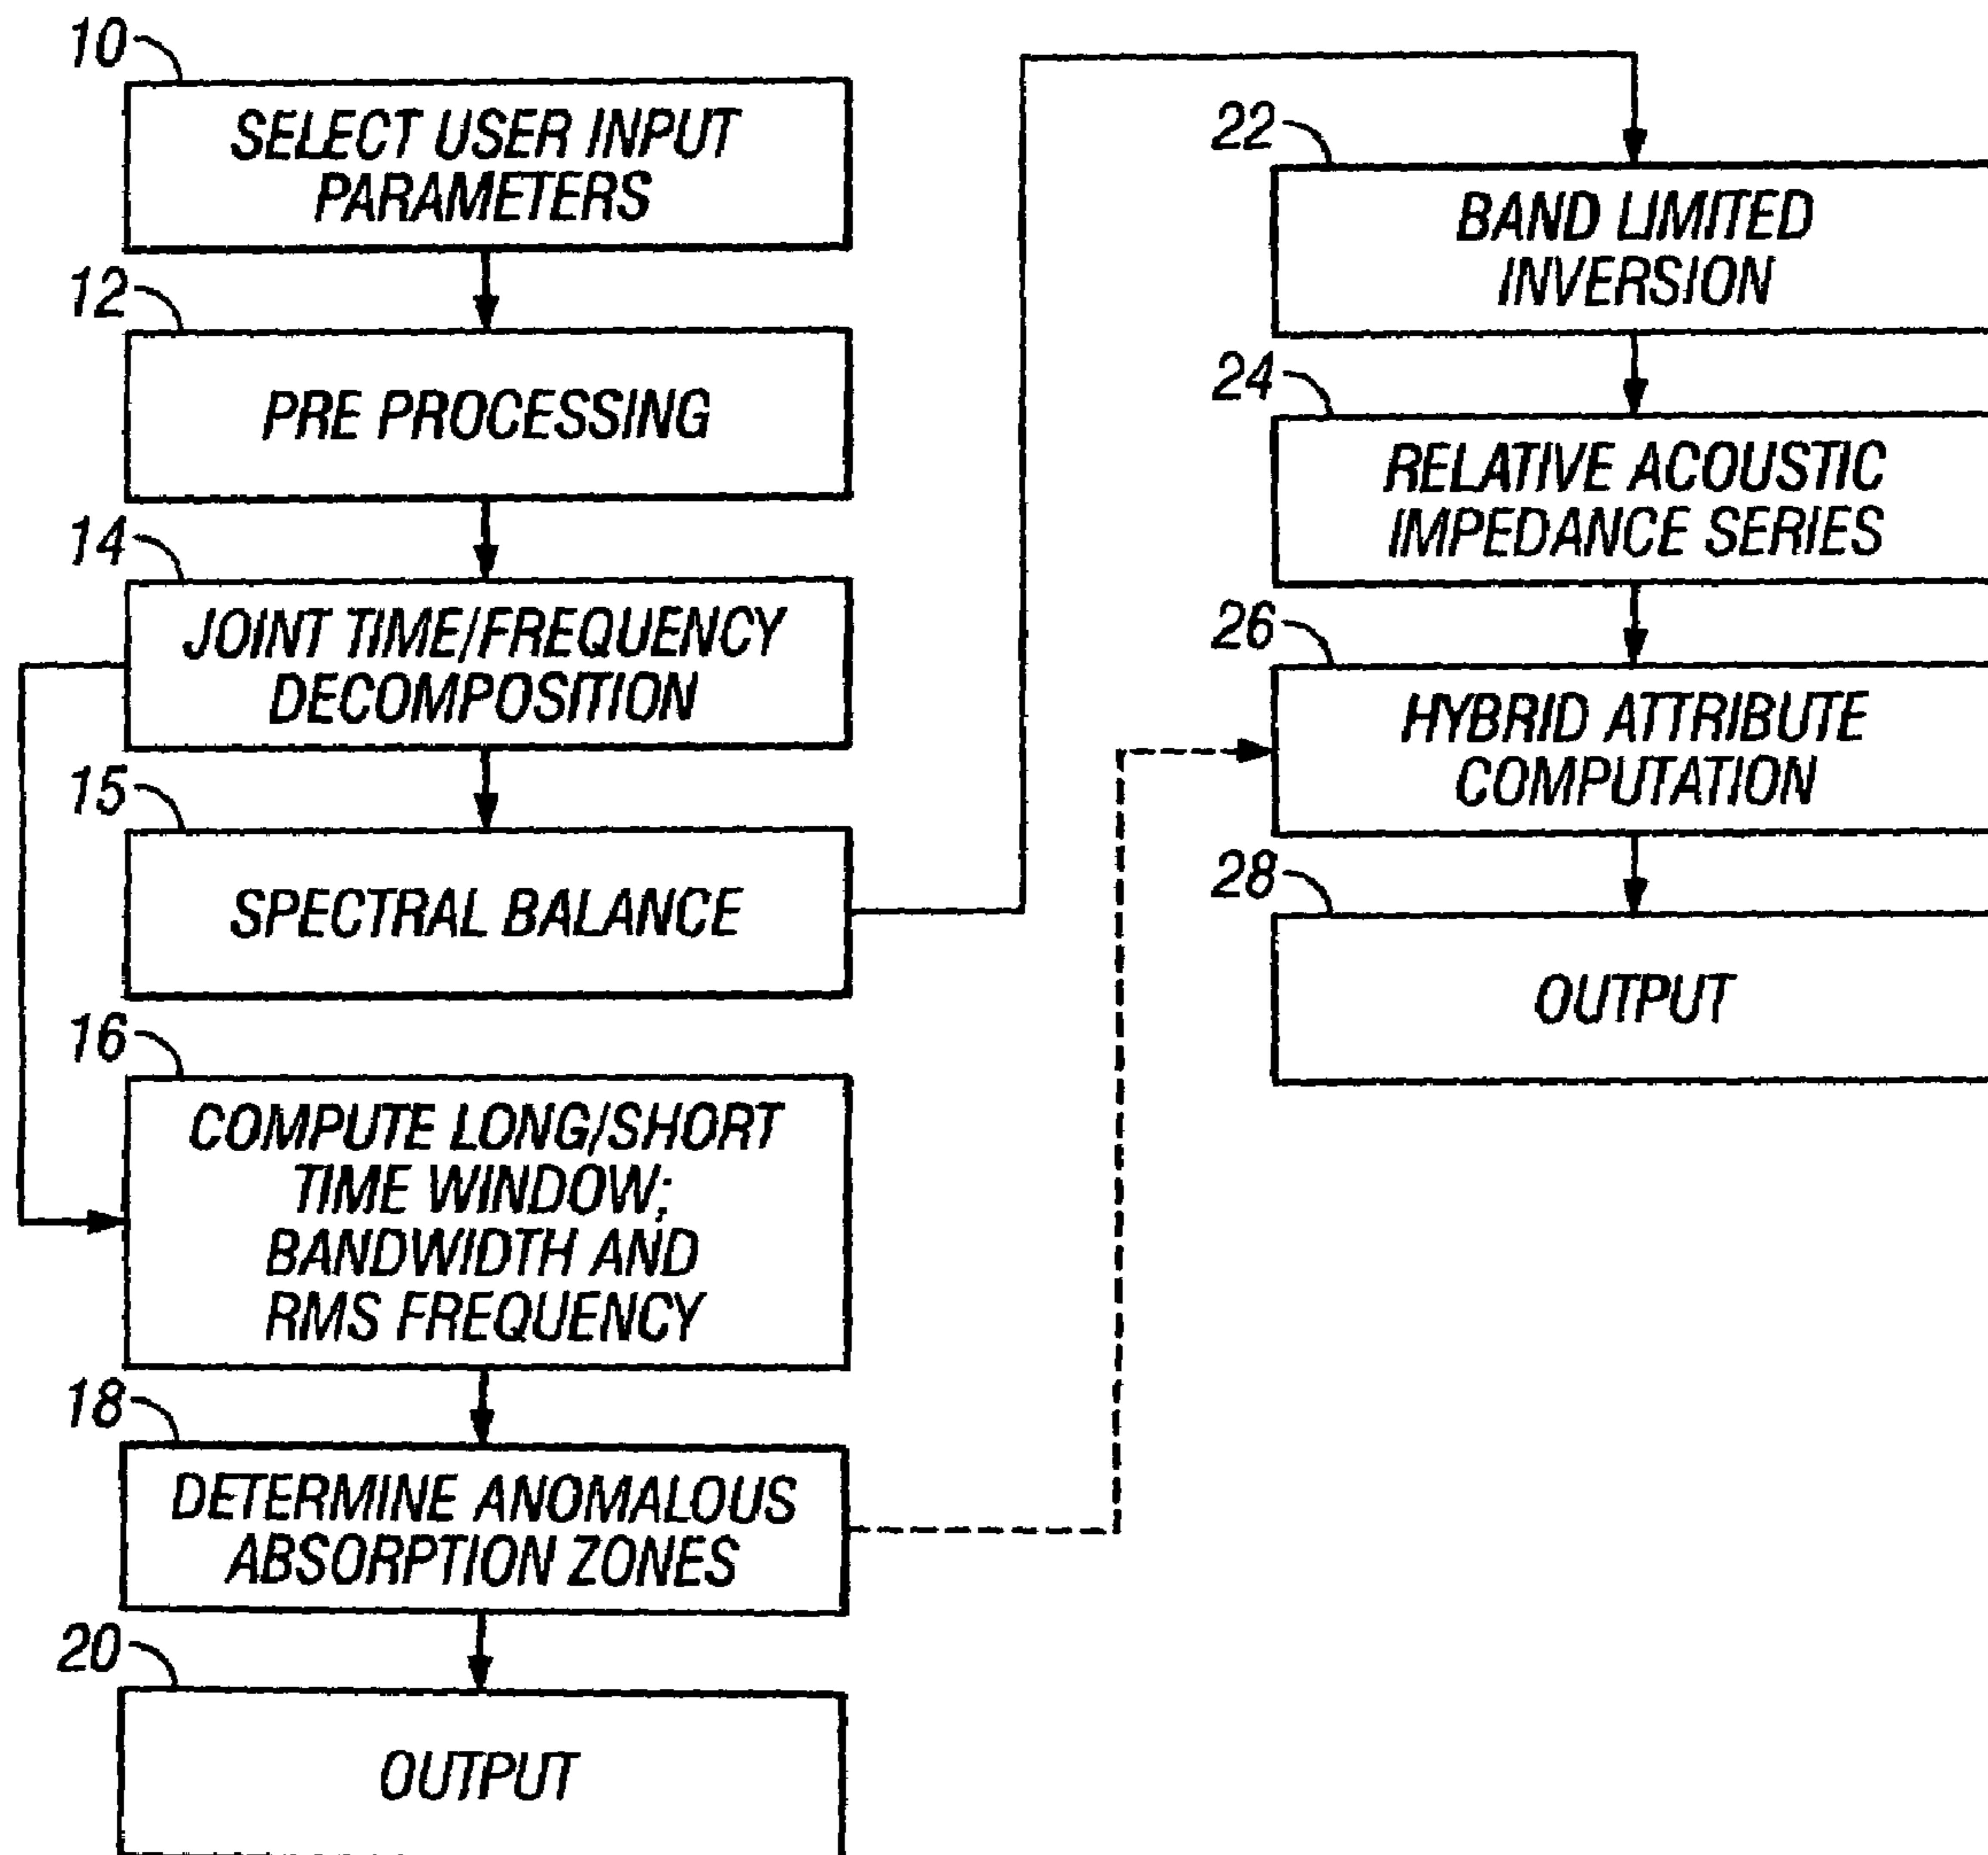 10
SELECT USER INPUT
PARAMETERS
12
PRE PROCESSING
14
JOINT TIME/FREQUENCY
DECOMPOSITION
15
SPECTRAL BALANCE
16
COMPUTE LONG/SHORT
TIME WINDOW;
BANDWIDTH AND
RMS FREQUENCY
18
DETERMINE ANOMALOUS
ABSORPTION ZONES
20
OUTPUT
22
BAND LIMITED
INVERSION
24
RELATIVE ACOUSTIC
IMPEDANCE SERIES
26
HYBRID ATTRIBUTE
COMPUTATION
28
OUTPUT